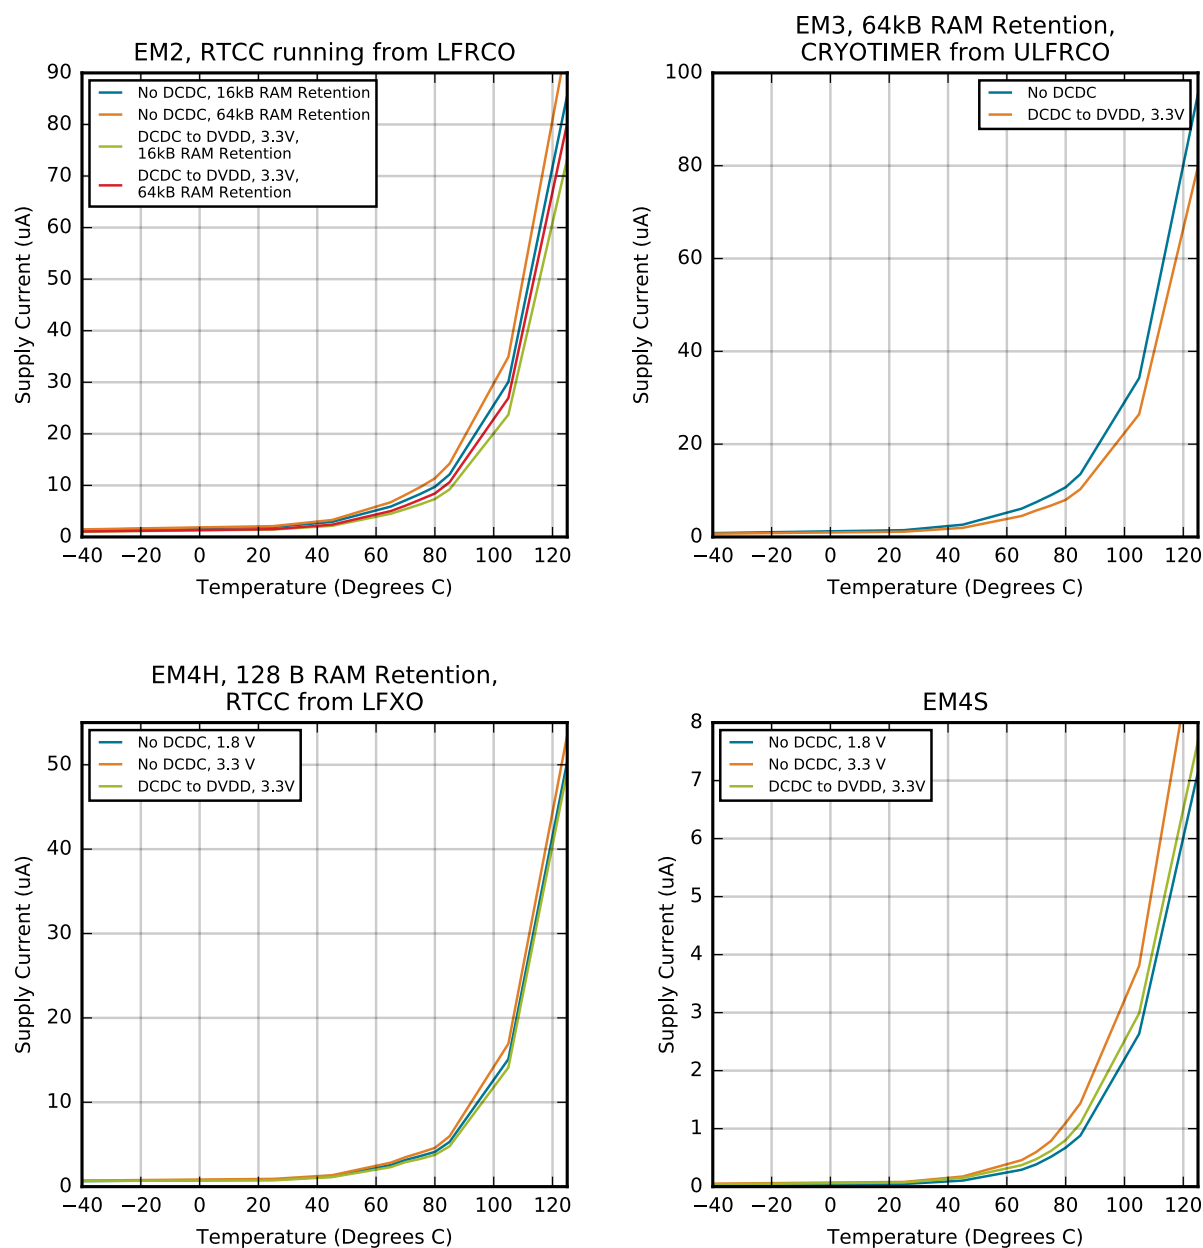 EM2, RTCC running from LFRCO
90
80
70
60
50
40
30
20
10
0
Supply Current (uA)
No DCDC, 16kB RAM Retention
No DCDC, 64kB RAM Retention
DCDC to DVDD, 3.3V,
16kB RAM Retention
DCDC to DVDD, 3.3V,
64kB RAM Retention
−40 −20 0 20 40 60 80 100 120
Temperature (Degrees C)
EM3, 64kB RAM Retention,
CRYOTIMER from ULFRCO
100
80
60
40
20
0
Supply Current (uA)
No DCDC
DCDC to DVDD, 3.3V
−40 −20 0 20 40 60 80 100 120
Temperature (Degrees C)
EM4H, 128 B RAM Retention,
RTCC from LFXO
50
40
30
20
10
0
Supply Current (uA)
No DCDC, 1.8 V
No DCDC, 3.3 V
DCDC to DVDD, 3.3V
−40 −20 0 20 40 60 80 100 120
Temperature (Degrees C)
EM4S
8
7
6
5
4
3
2
1
0
Supply Current (uA)
No DCDC, 1.8 V
No DCDC, 3.3 V
DCDC to DVDD, 3.3V
−40 −20 0 20 40 60 80 100 120
Temperature (Degrees C)